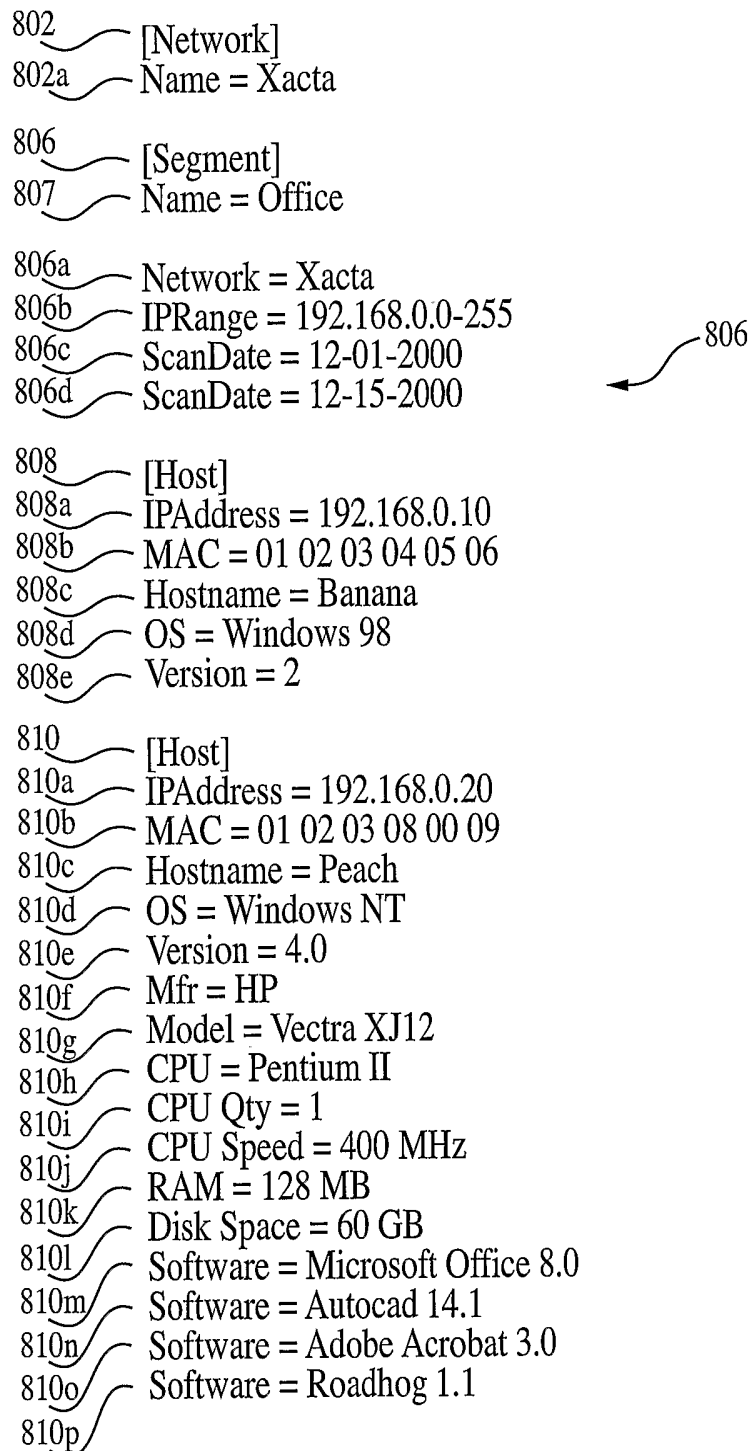 802 [Network]
802a Name = Xacta
806 [Segment]
807 Name = Office
806a Network = Xacta
806b IPRange = 192.168.0.0-255
806c ScanDate = 12-01-2000
806
806d ScanDate = 12-15-2000
808 [Host]
808a IPAddress = 192.168.0.10
808b MAC = 01 02 03 04 05 06
808c Hostname = Banana
808d OS = Windows 98
808e Version = 2
810 [Host]
810a IPAddress = 192.168.0.20
810b MAC = 01 02 03 08 00 09
810c Hostname = Peach
810d OS = Windows NT
810e Version = 4.0
810f Mfr = HP
810g Model = Vectra XJ12
810h CPU = Pentium II
810i CPU Qty = 1
810j CPU Speed = 400 MHz
810k RAM = 128 MB
810l Disk Space = 60 GB
810m Software = Microsoft Office 8.0
810n Software = Autocad 14.1
810o Software = Adobe Acrobat 3.0
810p Software = Roadhog 1.1